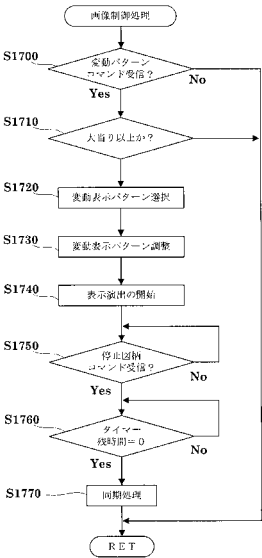 画像制御処理
S1700
変動パターン
コマンド受信？
No
Yes
S1710
大当り以上か？
S1720
変動表示パターン選択
S1730
変動表示パターン調整
S1740
表示演出の開始
S1750
停止図柄
コマンド受信？
Yes
No
S1760
タイマー
残時間＝0
No
Yes
S1770
同期処理
RET